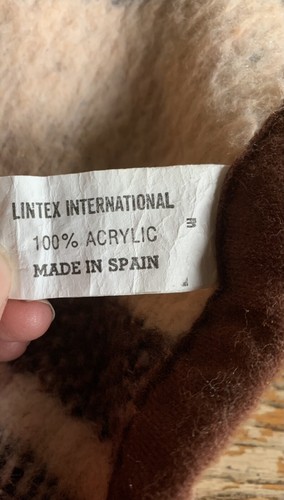 LINTEX INTERNATIONAL
100% ACRYLIC
MADE IN SPAIN